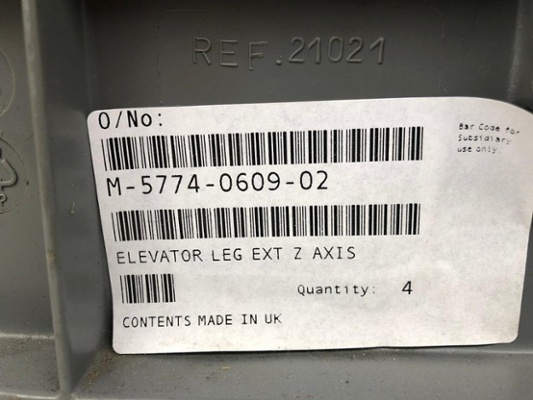 REF.21021
O/No:
Bar Code for
Subsidiary
use only.
M-5774-0609-02
ELEVATOR LEG EXT Z AXIS
Quantity: 4
CONTENTS MADE IN UK